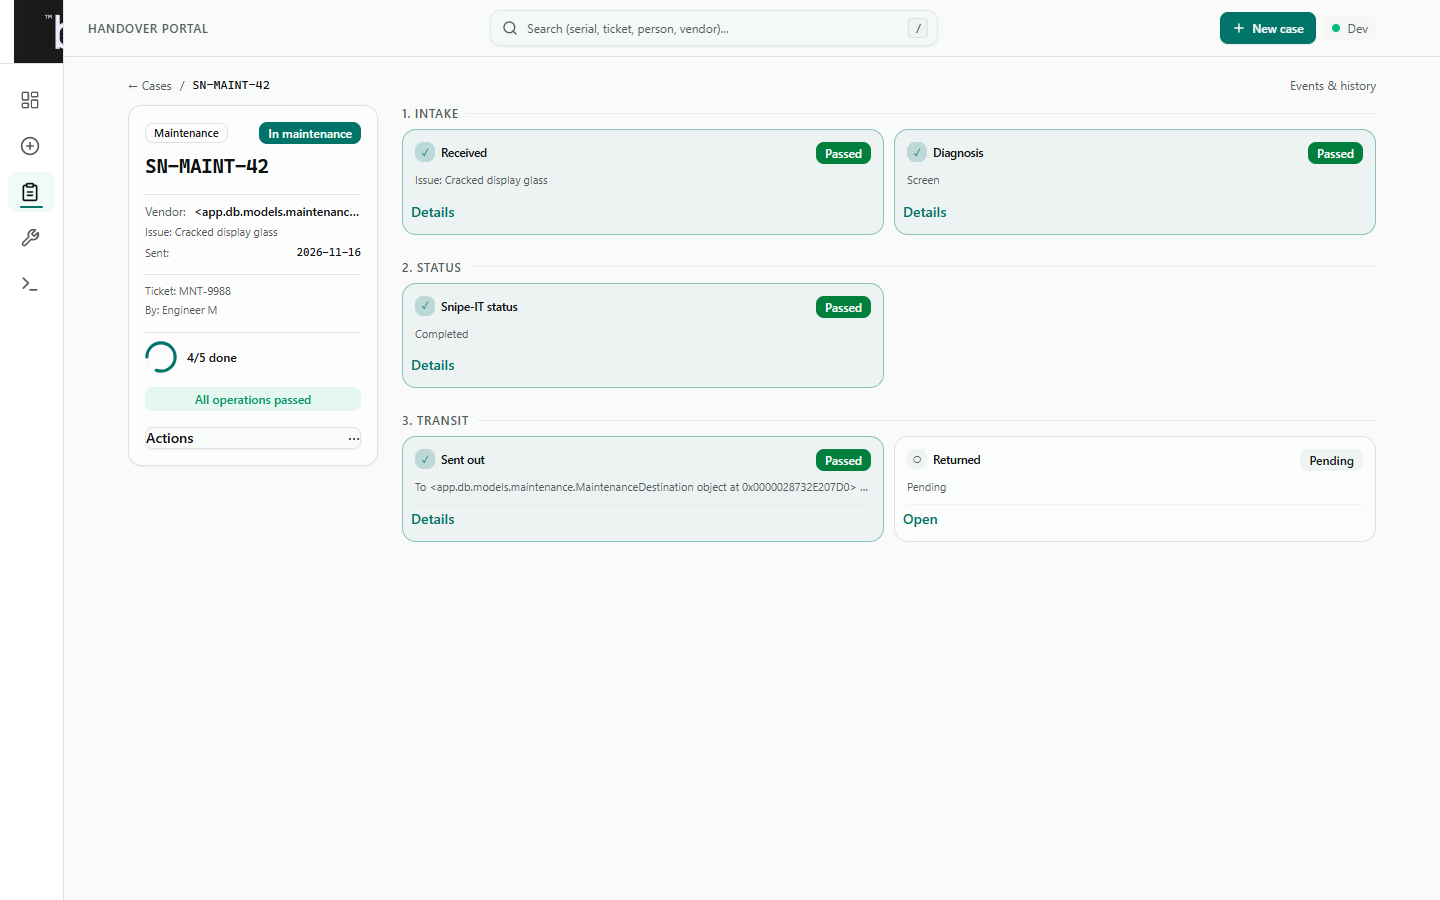 ™ b
HANDOVER PORTAL
Search (serial, ticket, person, vendor)...
/
+ New case
Dev
← Cases / SN-MAINT-42
Events & history
Maintenance
In maintenance
SN-MAINT-42
Vendor: <app.db.models.maintenanc...
Issue: Cracked display glass
Sent: 2026-11-16
Ticket: MNT-9988
By: Engineer M
4/5 done
All operations passed
Actions ...
1. INTAKE
✓ Received Passed
Issue: Cracked display glass
Details
✓ Diagnosis Passed
Screen
Details
2. STATUS
✓ Snipe-IT status Passed
Completed
Details
3. TRANSIT
✓ Sent out Passed
To <app.db.models.maintenance.MaintenanceDestination object at 0x0000028732E207D0> ...
Details
○ Returned Pending
Pending
Open